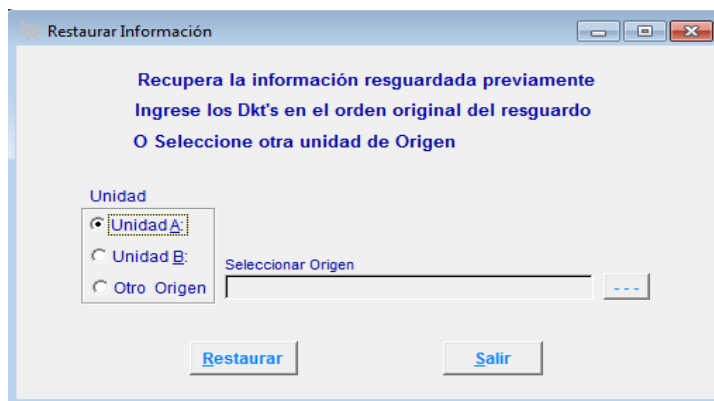 Restaurar Información
Recupera la información resguardada previamente
Ingrese los Dkt's en el orden original del resguardo
O Seleccione otra unidad de Origen
Unidad
Unidad A:
Unidad B:
Otro Origen
Seleccionar Origen
---
Restaurar
Salir